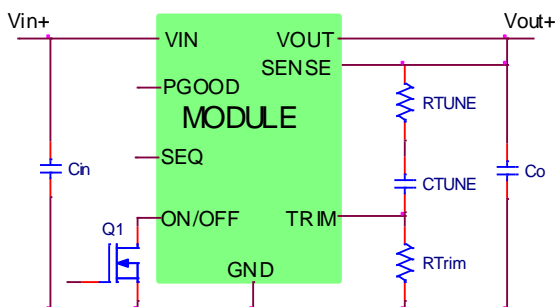 Vin+
Vout+
VIN
VOUT
SENSE
PGOOD
RTUNE
MODULE
Cin
SEQ
CTUNE
Co
Q1
ON/OFF
TRIM
RTrim
GND